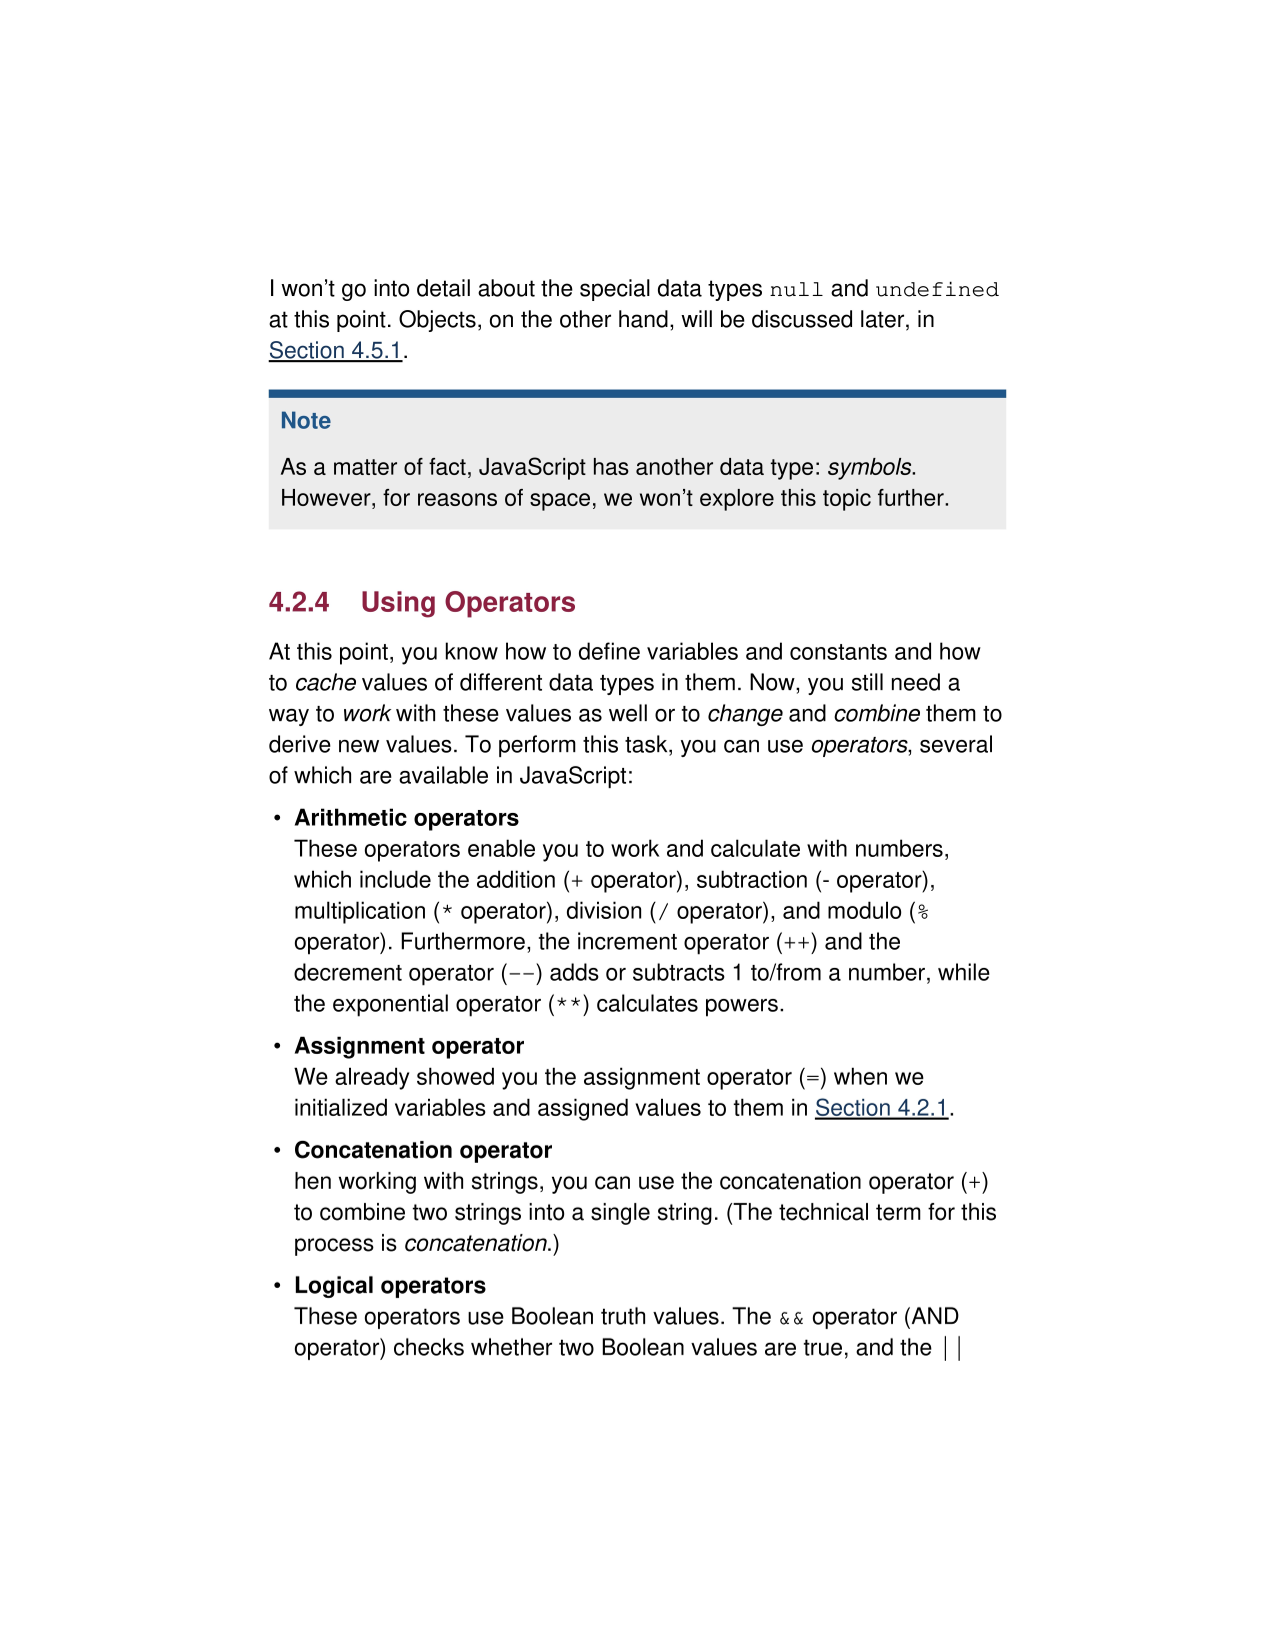 I won’t go into detail about the special data types null and undefined
at this point. Objects, on the other hand, will be discussed later, in
Section 4.5.1.
Note
As a matter of fact, JavaScript has another data type: symbols.
However, for reasons of space, we won’t explore this topic further.
4.2.4 Using Operators
At this point, you know how to define variables and constants and how
to cache values of different data types in them. Now, you still need a
way to work with these values as well or to change and combine them to
derive new values. To perform this task, you can use operators, several
of which are available in JavaScript:
• Arithmetic operators
These operators enable you to work and calculate with numbers,
which include the addition (+ operator), subtraction (- operator),
multiplication (* operator), division (/ operator), and modulo (%
operator). Furthermore, the increment operator (++) and the
decrement operator (--) adds or subtracts 1 to/from a number, while
the exponential operator (**) calculates powers.
• Assignment operator
We already showed you the assignment operator (=) when we
initialized variables and assigned values to them in Section 4.2.1.
• Concatenation operator
hen working with strings, you can use the concatenation operator (+)
to combine two strings into a single string. (The technical term for this
process is concatenation.)
• Logical operators
These operators use Boolean truth values. The && operator (AND
operator) checks whether two Boolean values are true, and the ||